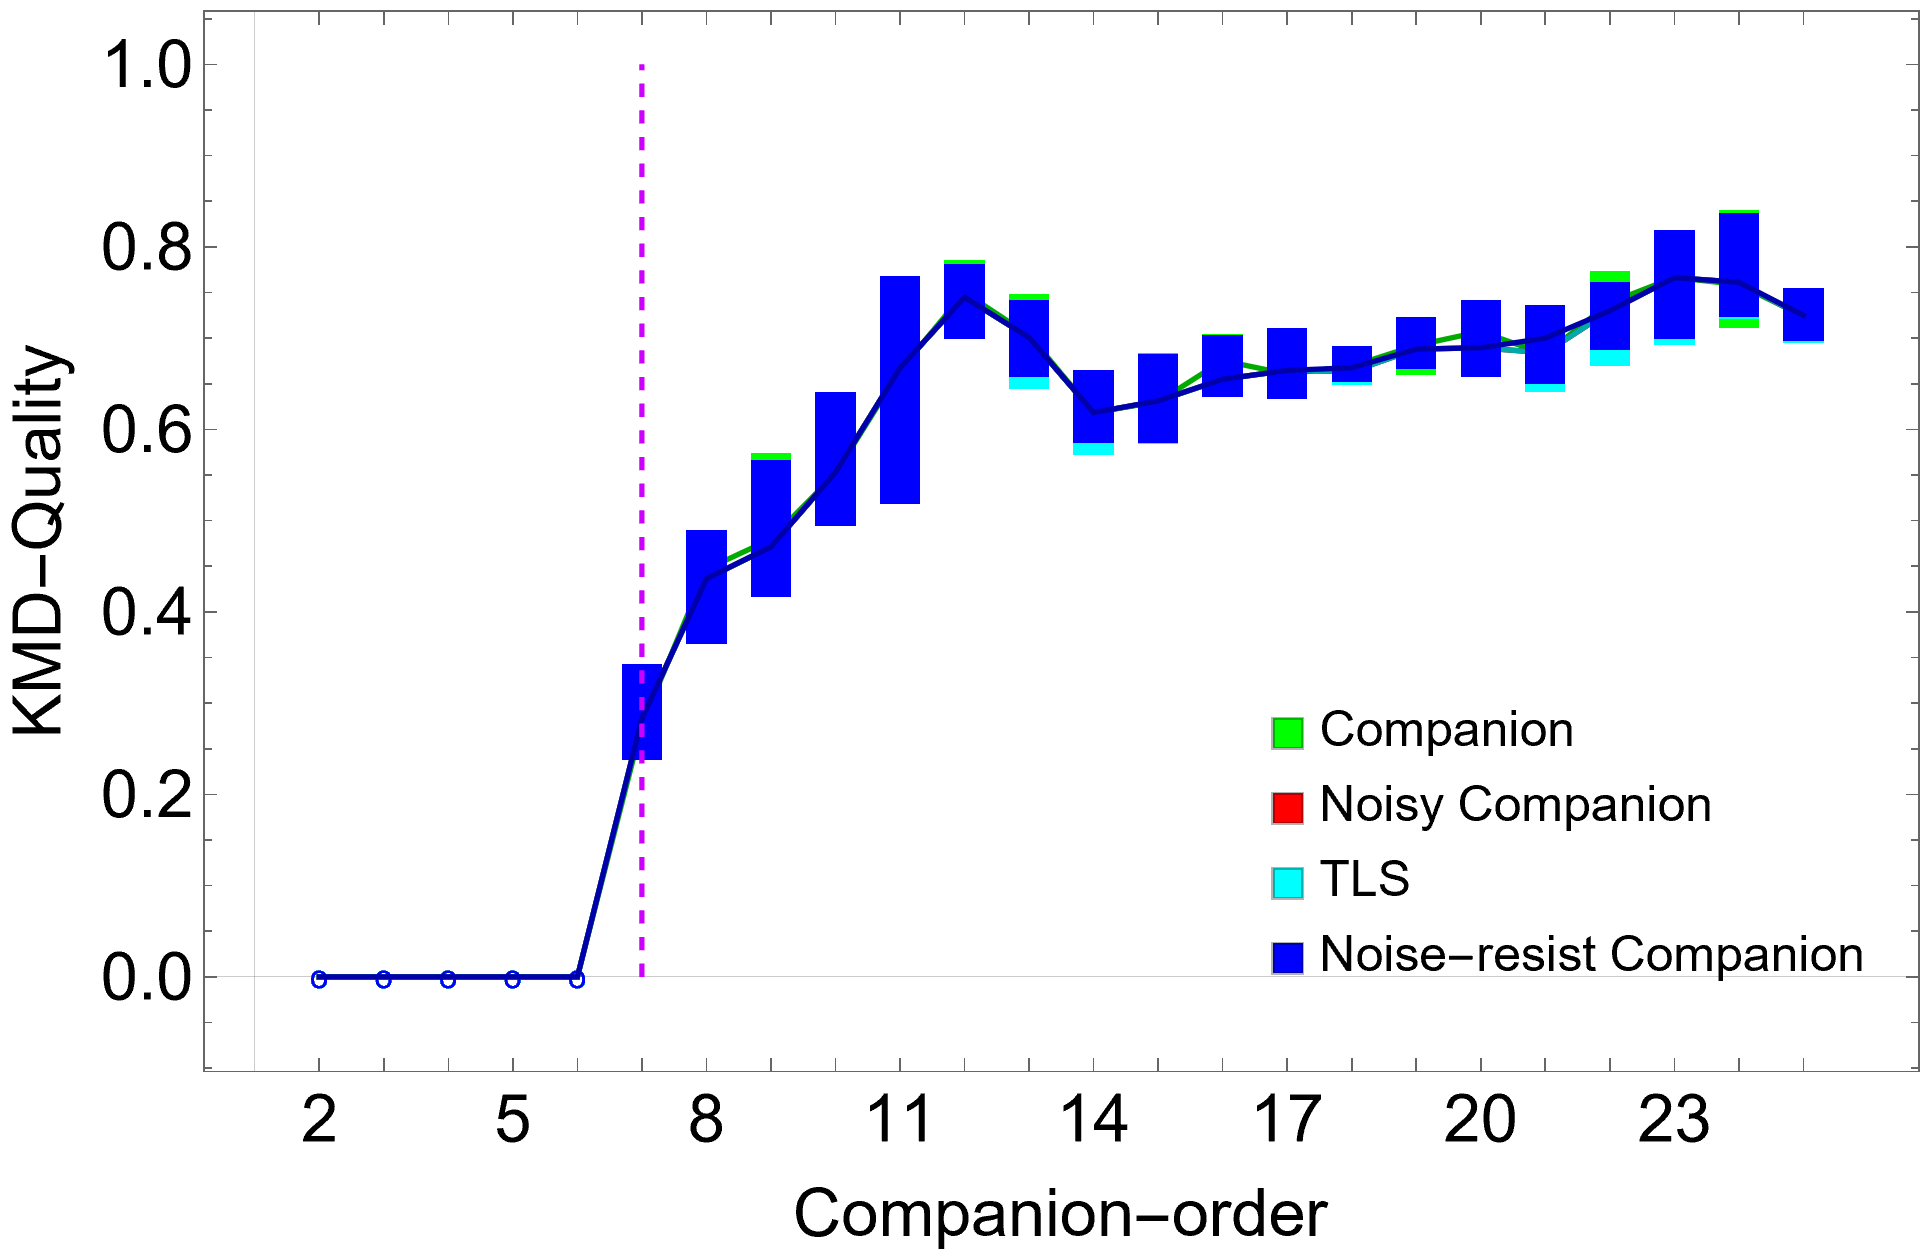 1.0
0.8
0.6
0.4
0.2
0.0
KMD-Quality
Companion
Noisy Companion
TLS
Noise-resist Companion
2 5 8 11 14 17 20 23
Companion-order